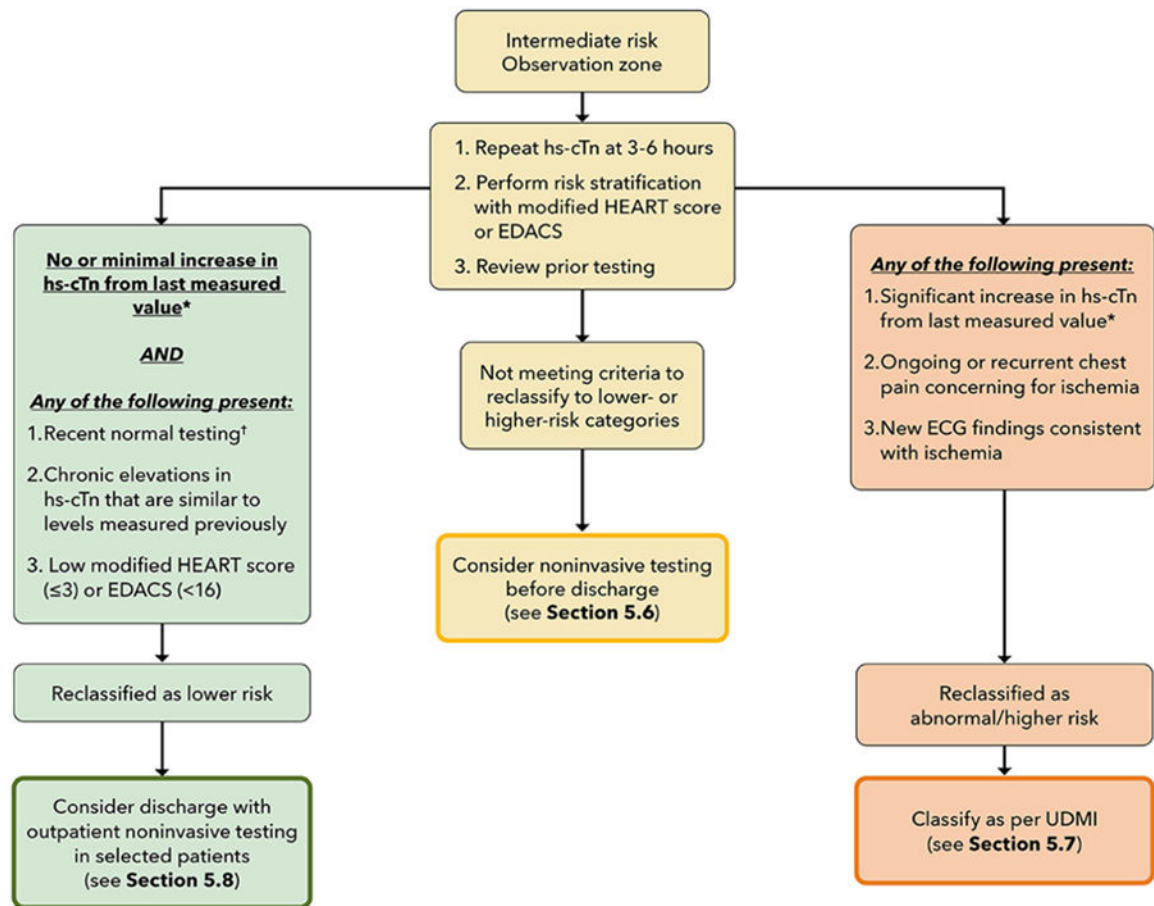 Intermediate risk
Observation zone
1. Repeat hs-cTn at 3-6 hours
2. Perform risk stratification
with modified HEART score
or EDACS
3. Review prior testing
No or minimal increase in
hs-cTn from last measured
value*
AND
Any of the following present:
1. Recent normal testing†
2. Chronic elevations in
hs-cTn that are similar to
levels measured previously
3. Low modified HEART score
(≤3) or EDACS (<16)
Not meeting criteria to
reclassify to lower- or
higher-risk categories
Any of the following present:
1. Significant increase in hs-cTn
from last measured value*
2. Ongoing or recurrent chest
pain concerning for ischemia
3. New ECG findings consistent
with ischemia
Consider noninvasive testing
before discharge
(see Section 5.6)
Reclassified as lower risk
Reclassified as
abnormal/higher risk
Consider discharge with
outpatient noninvasive testing
in selected patients
(see Section 5.8)
Classify as per UDMI
(see Section 5.7)